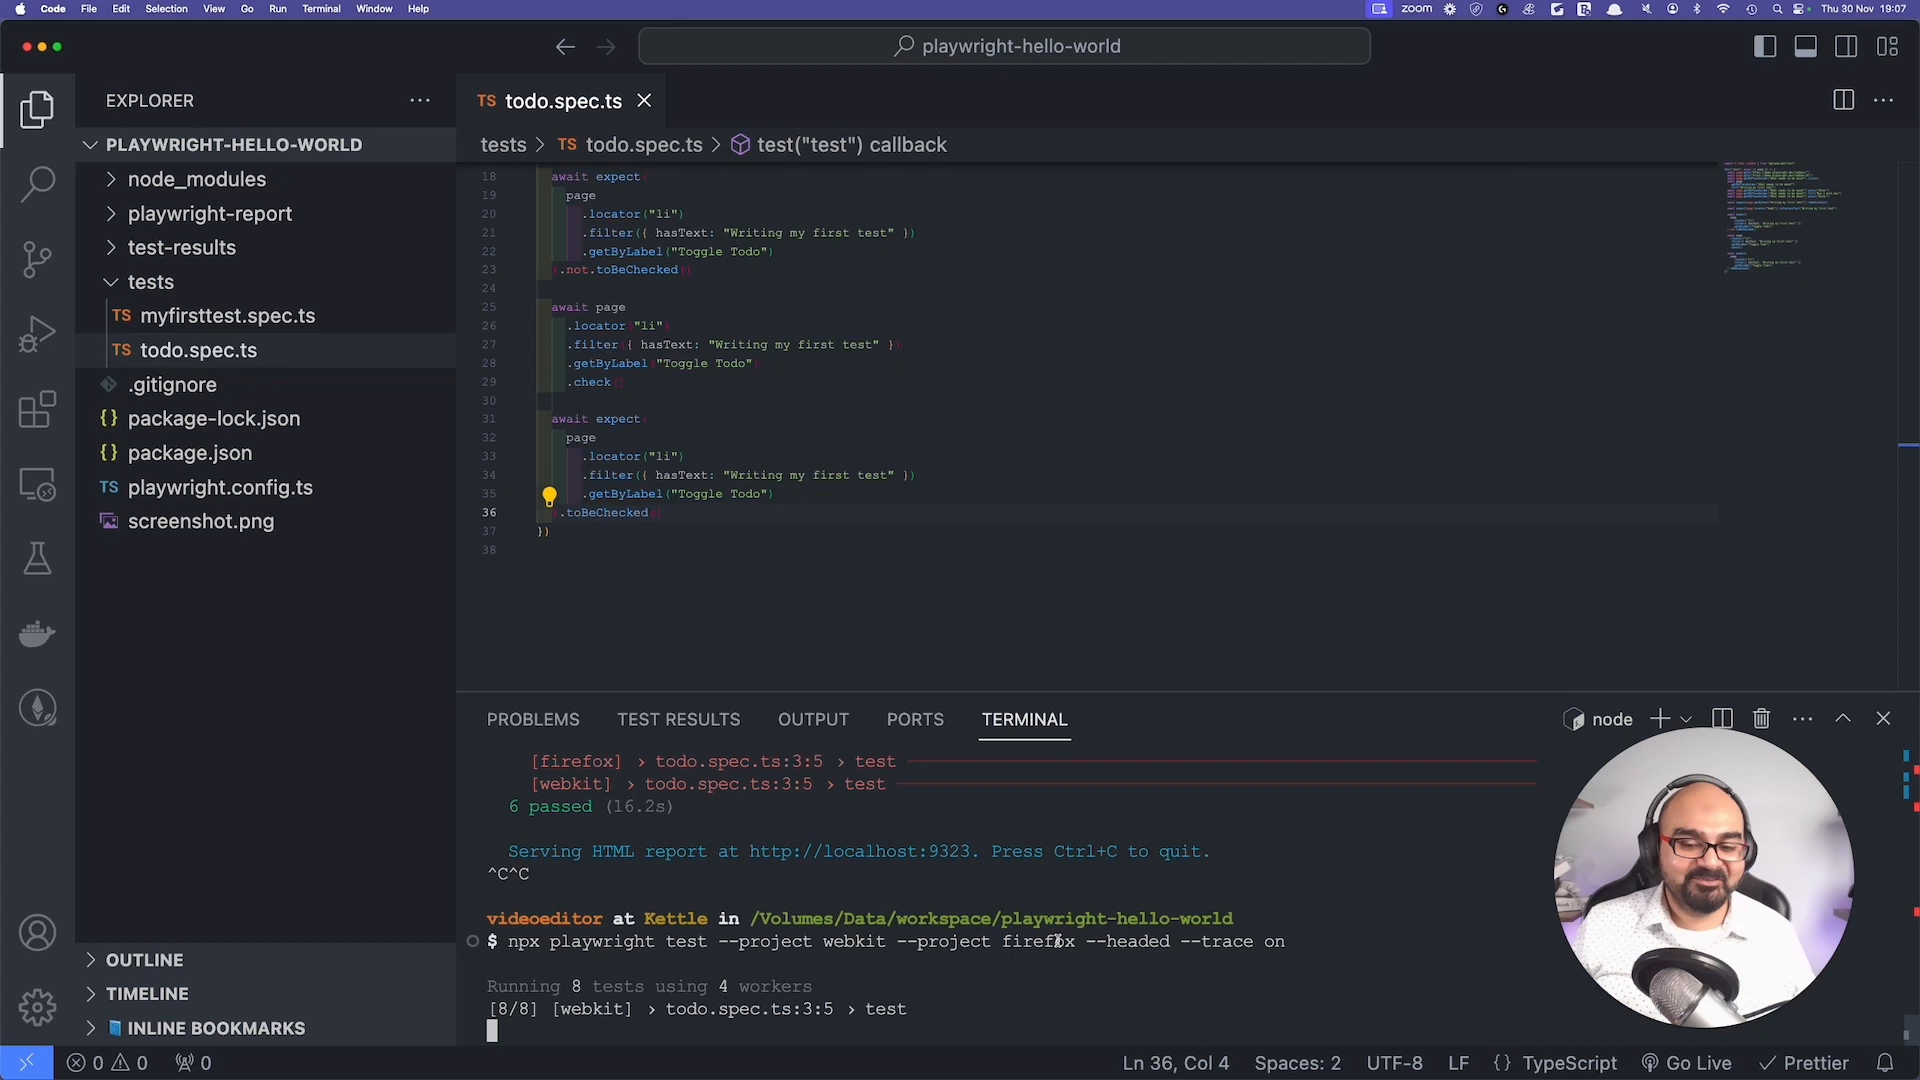 Code File Edit Selection View Go Run Terminal Window Help
zoom
Thu 30 Nov 19:07
playwright-hello-world
EXPLORER
PLAYWRIGHT-HELLO-WORLD
node_modules
playwright-report
test-results
tests
TS myfirsttest.spec.ts
TS todo.spec.ts
.gitignore
{} package-lock.json
{} package.json
TS playwright.config.ts
screenshot.png
OUTLINE
TIMELINE
INLINE BOOKMARKS
TS todo.spec.ts
tests > TS todo.spec.ts > test("test") callback
18 await expect(
19 page
20 .locator("li")
21 .filter({ hasText: "Writing my first test" })
22 .getByLabel("Toggle Todo")
23 ).not.toBeChecked()
24
25 await page
26 .locator("li")
27 .filter({ hasText: "Writing my first test" })
28 .getByLabel("Toggle Todo")
29 .check()
30
31 await expect(
32 page
33 .locator("li")
34 .filter({ hasText: "Writing my first test" })
35 .getByLabel("Toggle Todo")
36 ).toBeChecked()
37 })
38
PROBLEMS TEST RESULTS OUTPUT PORTS TERMINAL
node
[firefox] › todo.spec.ts:3:5 › test
[webkit] › todo.spec.ts:3:5 › test
6 passed (16.2s)
Serving HTML report at http://localhost:9323. Press Ctrl+C to quit.
^C^C
videoeditor at Kettle in /Volumes/Data/workspace/playwright-hello-world
$ npx playwright test --project webkit --project firefox --headed --trace on
Running 8 tests using 4 workers
[8/8] [webkit] › todo.spec.ts:3:5 › test
0 0 0
Ln 36, Col 4 Spaces: 2 UTF-8 LF {} TypeScript Go Live Prettier